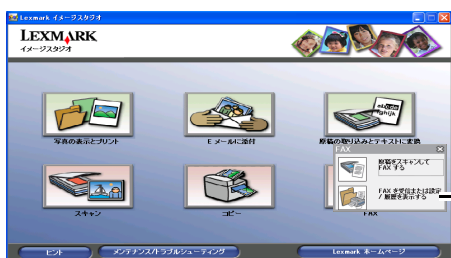 Lexmark イメージスタジオ
LEXMARK
イメージスタジオ
写真の表示とプリント
E メールに添付
原稿の取り込みとテキストに変換
FAX
原稿をスキャンして
FAX する
FAX を受信または設定
/ 履歴を表示する
スキャン
コピー
FAX
ヒント
メンテナンス/トラブルシューティング
Lexmark ホームページ